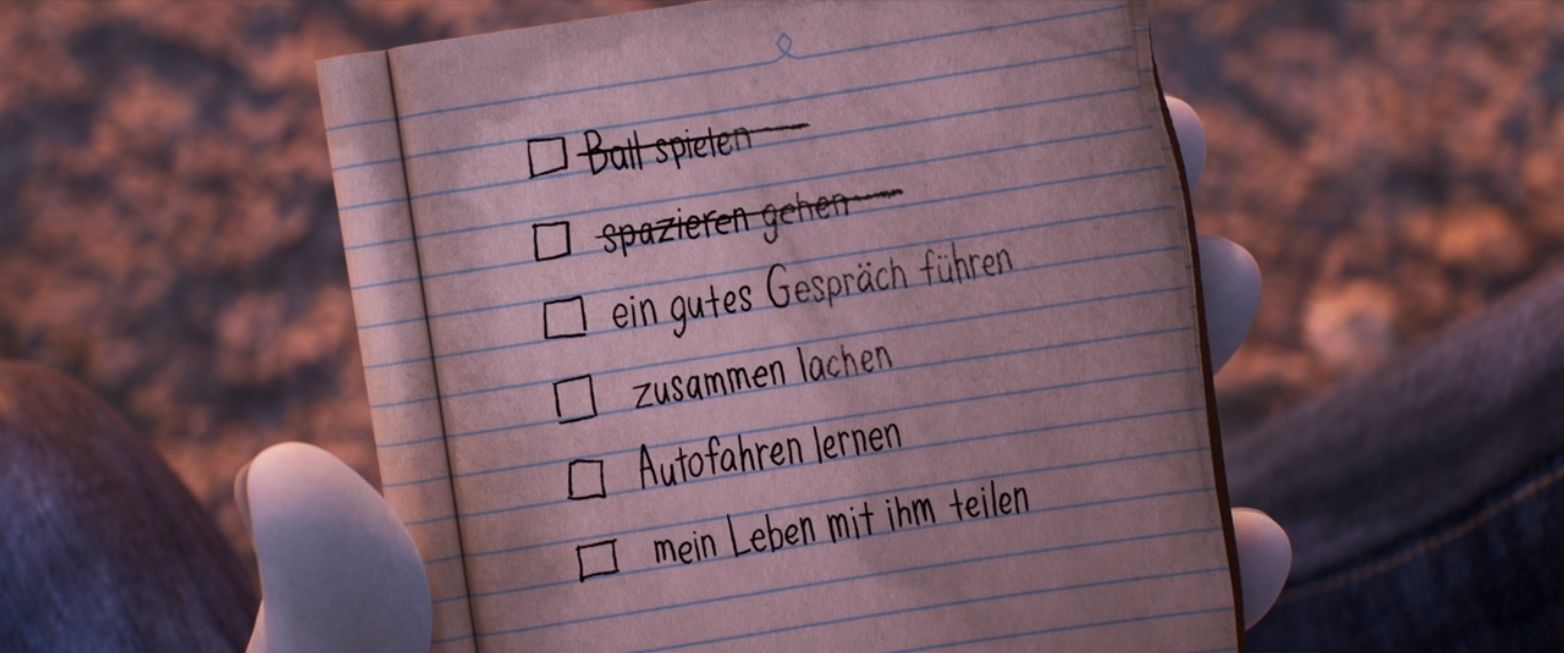 Ball spielen
spazieren gehen
ein gutes Gespräch führen
zusammen lachen
Autofahren lernen
mein Leben mit ihm teilen